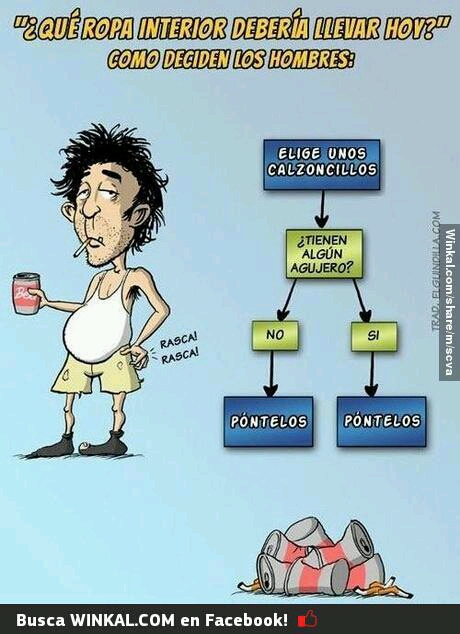 "¿QUÉ ROPA INTERIOR DEBERÍA LLEVAR HOY?"
COMO DECIDEN LOS HOMBRES:
ELIGE UNOS
CALZONCILLOS
¿TIENEN
ALGÚN
AGUJERO?
NO
SI
PÓNTELOS
PÓNTELOS
RASCA!
RASCA!
TRAD. ELGUINDILLA.COM
Winkal.com/share/m/scva
Busca WINKAL.COM en Facebook!